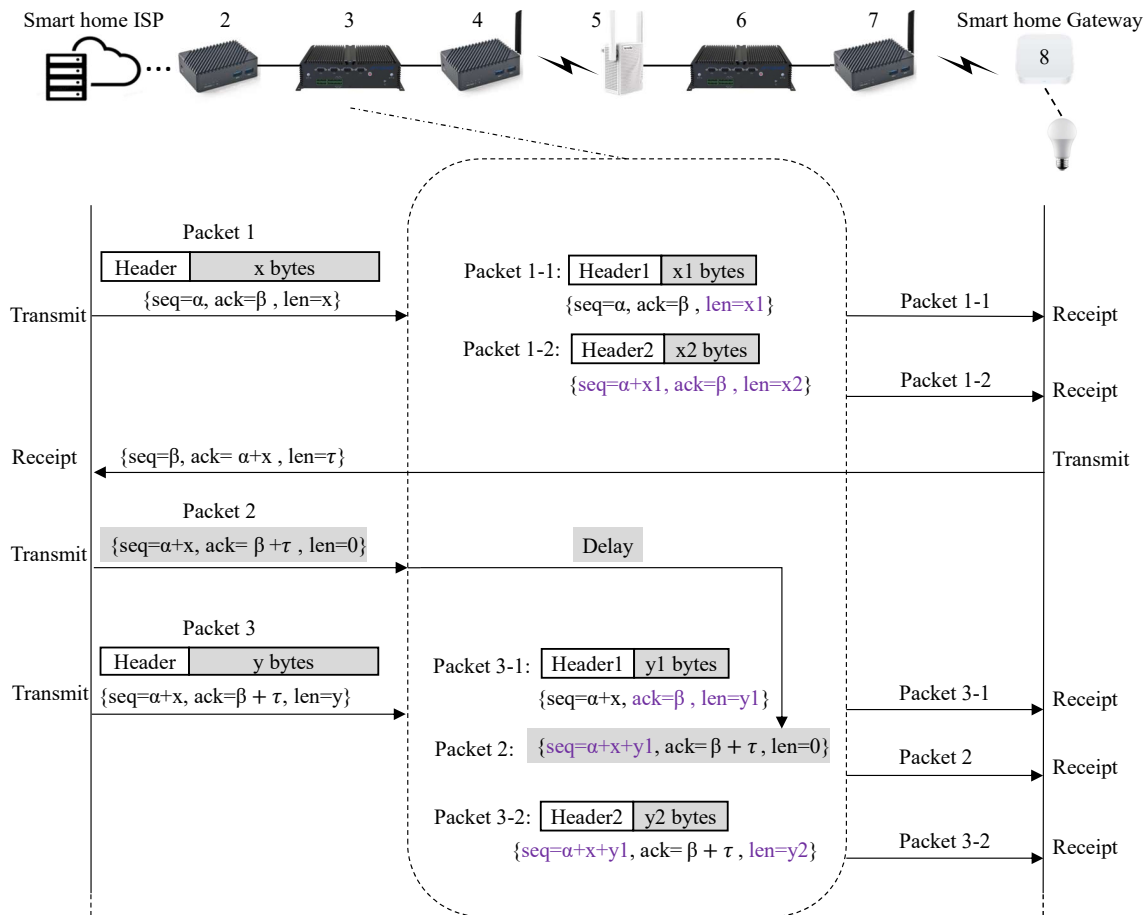 Smart home ISP 2 3 4 5 6 7 Smart home Gateway
8
Packet 1
Header x bytes
{seq=α, ack=β , len=x}
Transmit
Packet 1-1: Header1 x1 bytes
{seq=α, ack=β , len=x1}
Packet 1-1
Receipt
Packet 1-2: Header2 x2 bytes
{seq=α+x1, ack=β , len=x2}
Packet 1-2
Receipt
Receipt
{seq=β, ack= α+x , len=τ}
Transmit
Packet 2
{seq=α+x, ack= β +τ , len=0}
Transmit
Delay
Packet 3
Header y bytes
{seq=α+x, ack=β + τ, len=y}
Transmit
Packet 3-1: Header1 y1 bytes
{seq=α+x, ack=β , len=y1}
Packet 3-1
Receipt
Packet 2: {seq=α+x+y1, ack= β + τ , len=0}
Packet 2
Receipt
Packet 3-2: Header2 y2 bytes
{seq=α+x+y1, ack= β + τ , len=y2}
Packet 3-2
Receipt